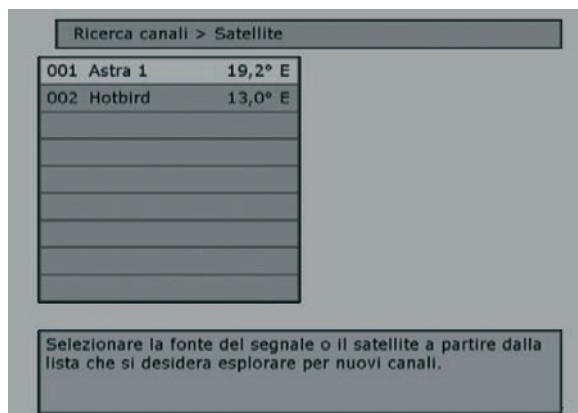 Ricerca canali > Satellite
001 Astra 1 19,2° E
002 Hotbird 13,0° E
Selezionare la fonte del segnale o il satellite a partire dalla
lista che si desidera esplorare per nuovi canali.